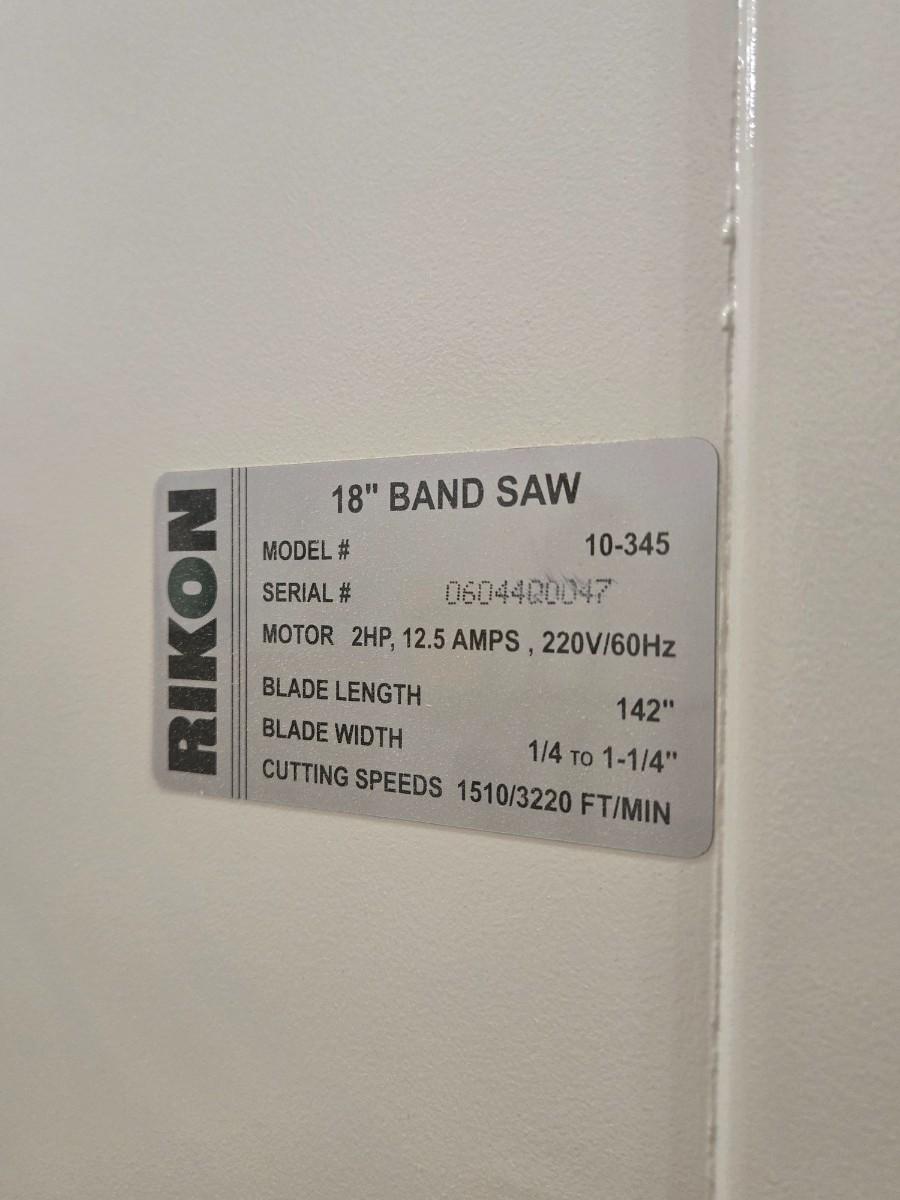 RIKON
18" BAND SAW
MODEL # 10-345
SERIAL # 06044Q0047
MOTOR 2HP, 12.5 AMPS , 220V/60Hz
BLADE LENGTH 142"
BLADE WIDTH 1/4 TO 1-1/4"
CUTTING SPEEDS 1510/3220 FT/MIN